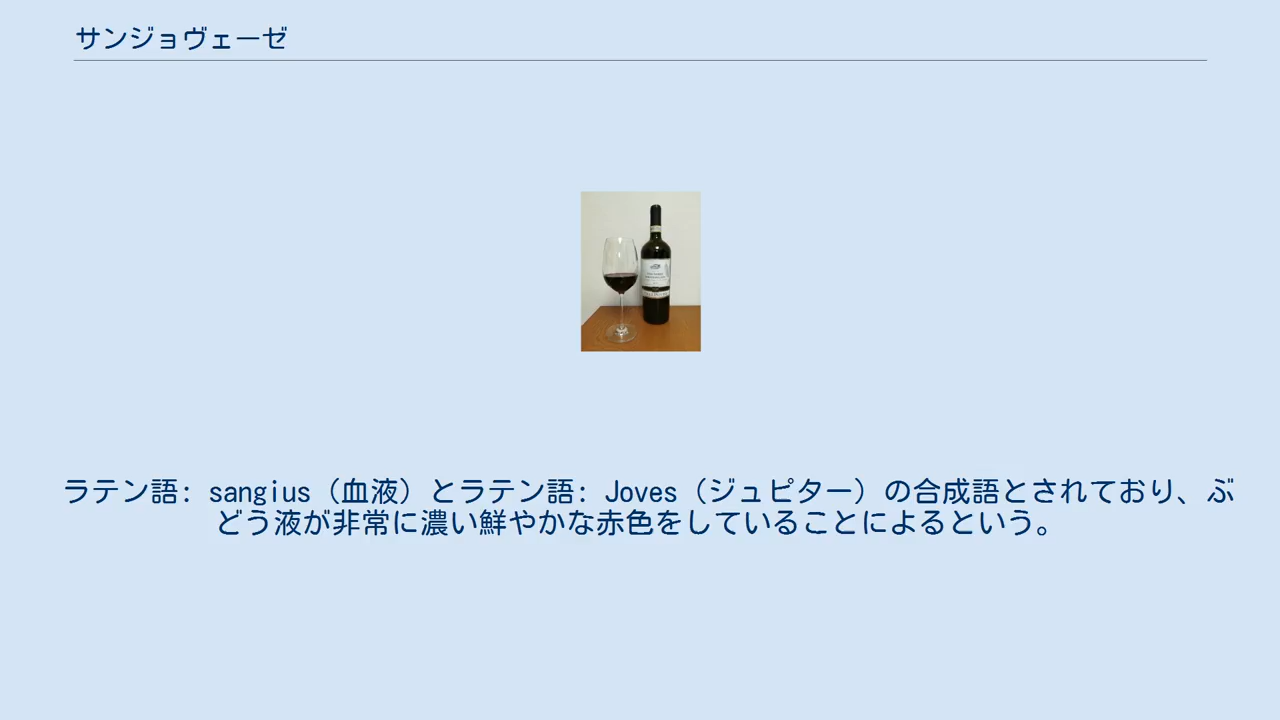 サンジョヴェーゼ
ラテン語: sangius（血液）とラテン語: Joves（ジュピター）の合成語とされており、ぶ
どう液が非常に濃い鮮やかな赤色をしていることによるという。